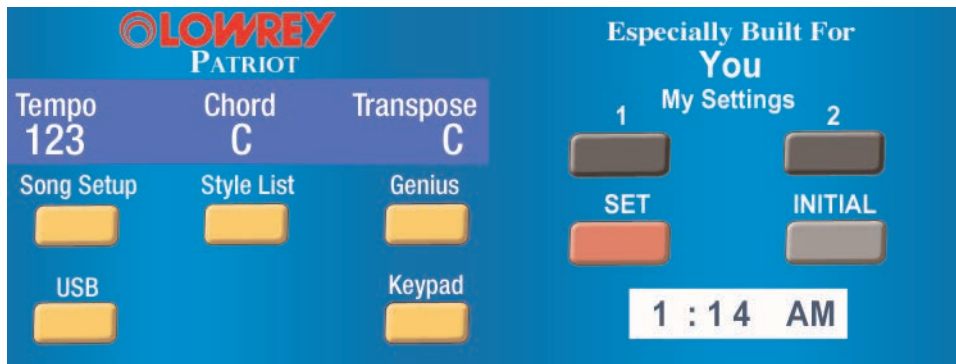 LOWREY
PATRIOT
Tempo Chord Transpose
123 C C
Song Setup Style List Genius
USB Keypad
Especially Built For
You
My Settings
1 2
SET INITIAL
1 : 14 AM